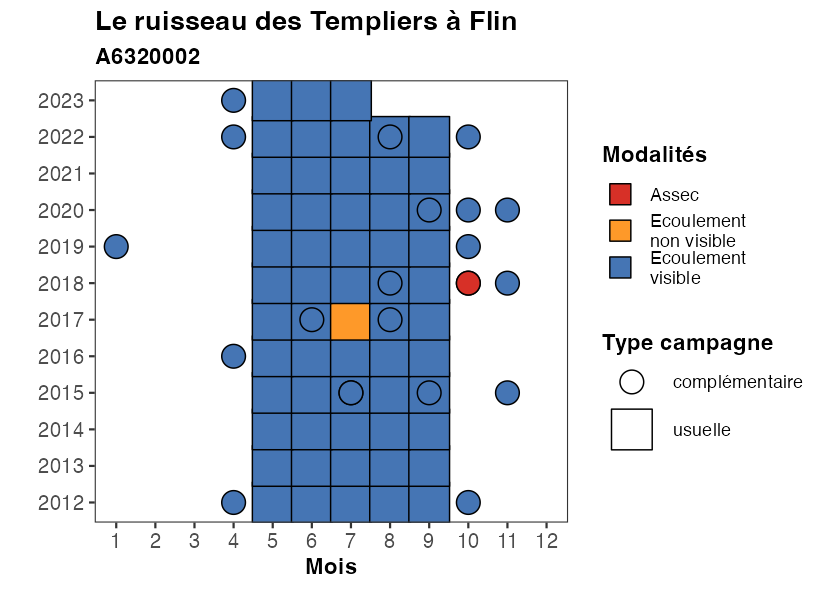 Le ruisseau des Templiers à Flin
A6320002
2023
2022
2021
2020
2019
2018
2017
2016
2015
2014
2013
2012
1 2 3 4 5 6 7 8 9 10 11 12
Mois
Modalités
Assec
Ecoulement
non visible
Ecoulement
visible
Type campagne
complémentaire
usuelle